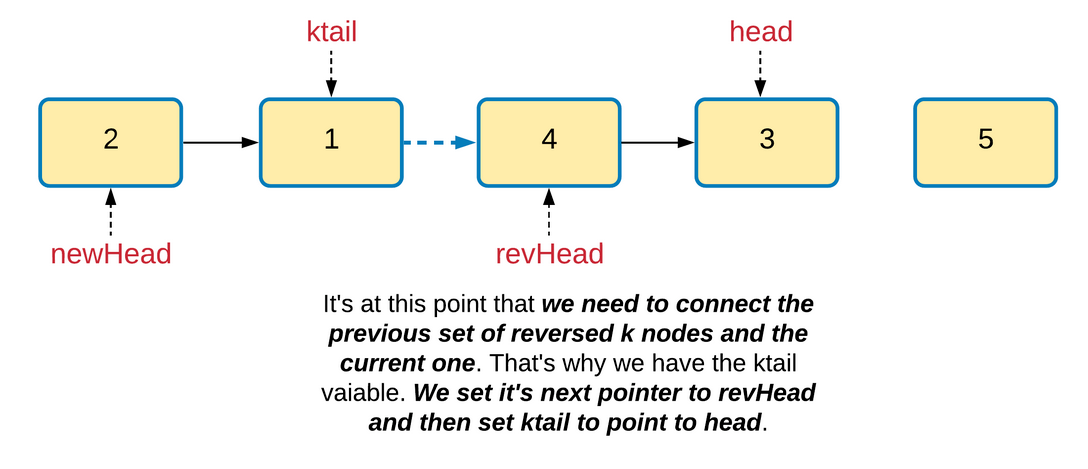 ktail
head
2
1
4
3
5
newHead
revHead
It's at this point that we need to connect the
previous set of reversed k nodes and the
current one. That's why we have the ktail
vaiable. We set it's next pointer to revHead
and then set ktail to point to head.